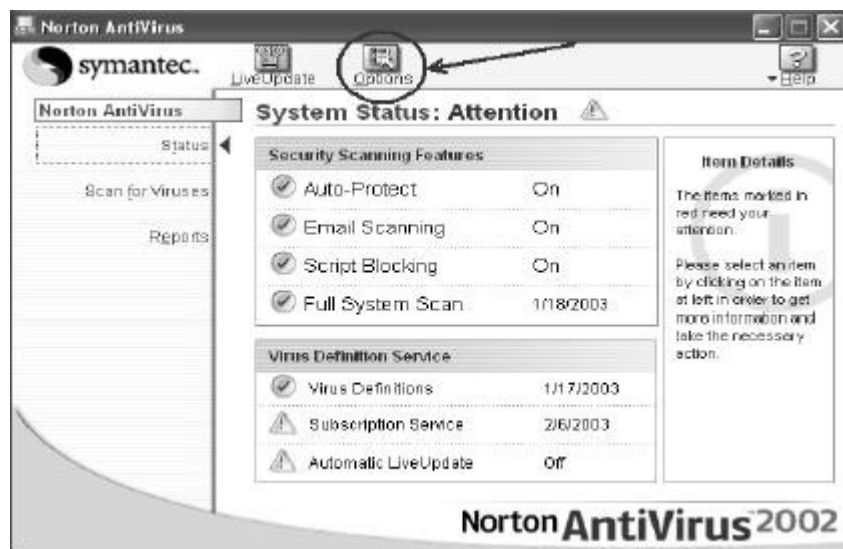 Norton AntiVirus
symantec.
LiveUpdate
Options
Help
Norton AntiVirus
Status
Scan for Viruses
Reports
System Status: Attention
Security Scanning Features
Auto-Protect On
Email Scanning On
Script Blocking On
Full System Scan 1/18/2003
Virus Definition Service
Virus Definitions 1/17/2003
Subscription Service 2/6/2003
Automatic LiveUpdate Off
Item Details
The items marked in
red need your
attention.
Please select an item
by clicking on the item
at left in order to get
more information and
take the necessary
action.
Norton AntiVirus 2002